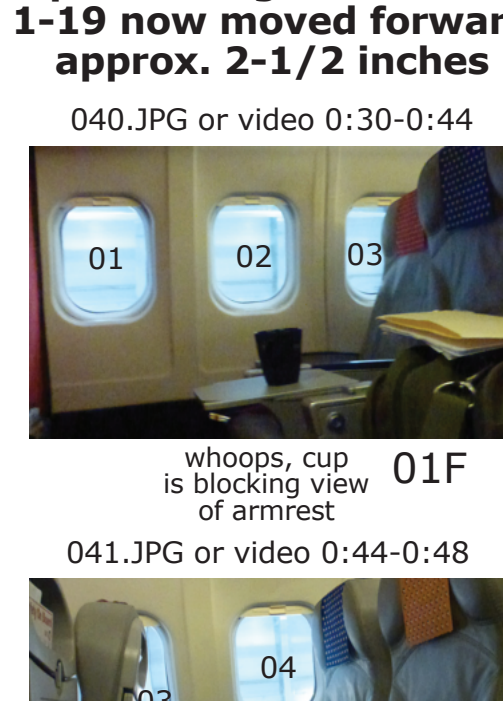 1-19 now moved forwar
approx. 2-1/2 inches
040.JPG or video 0:30-0:44
01
02
03
whoops, cup
is blocking view
of armrest
01F
041.JPG or video 0:44-0:48
04
03